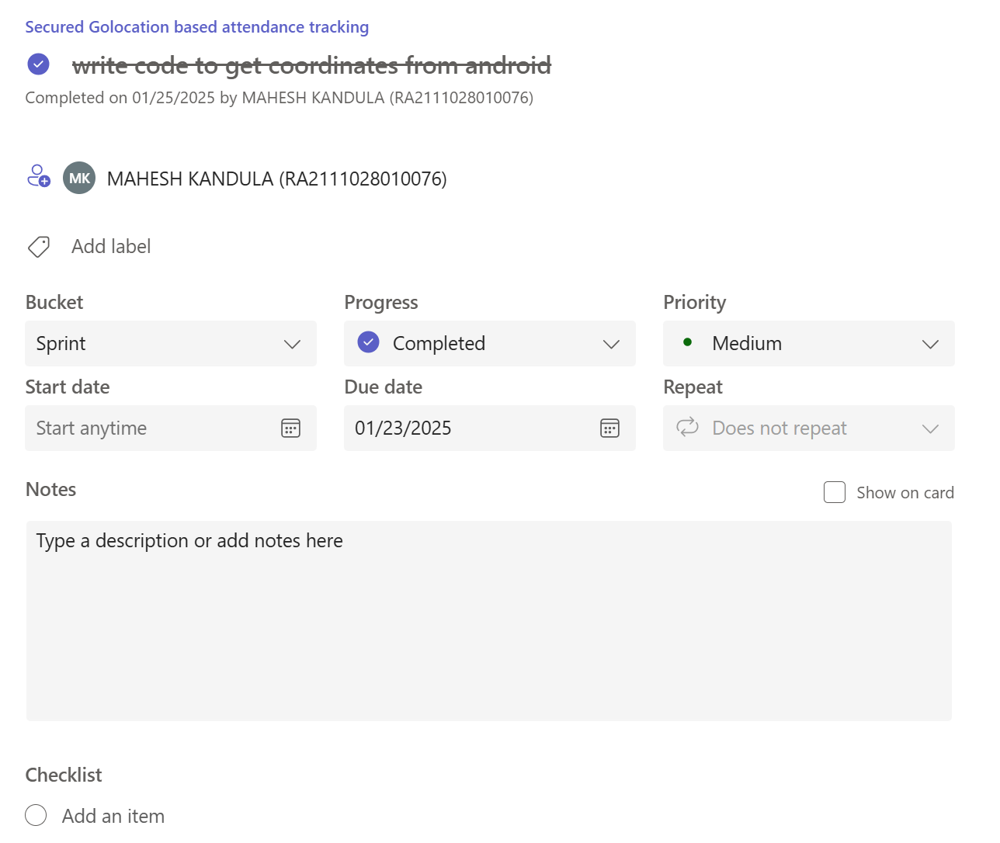 Secured Golocation based attendance tracking
write code to get coordinates from android
Completed on 01/25/2025 by MAHESH KANDULA (RA2111028010076)
MK MAHESH KANDULA (RA2111028010076)
Add label
Bucket Progress Priority
Sprint Completed Medium
Start date Due date Repeat
Start anytime 01/23/2025 Does not repeat
Notes Show on card
Type a description or add notes here
Checklist
Add an item